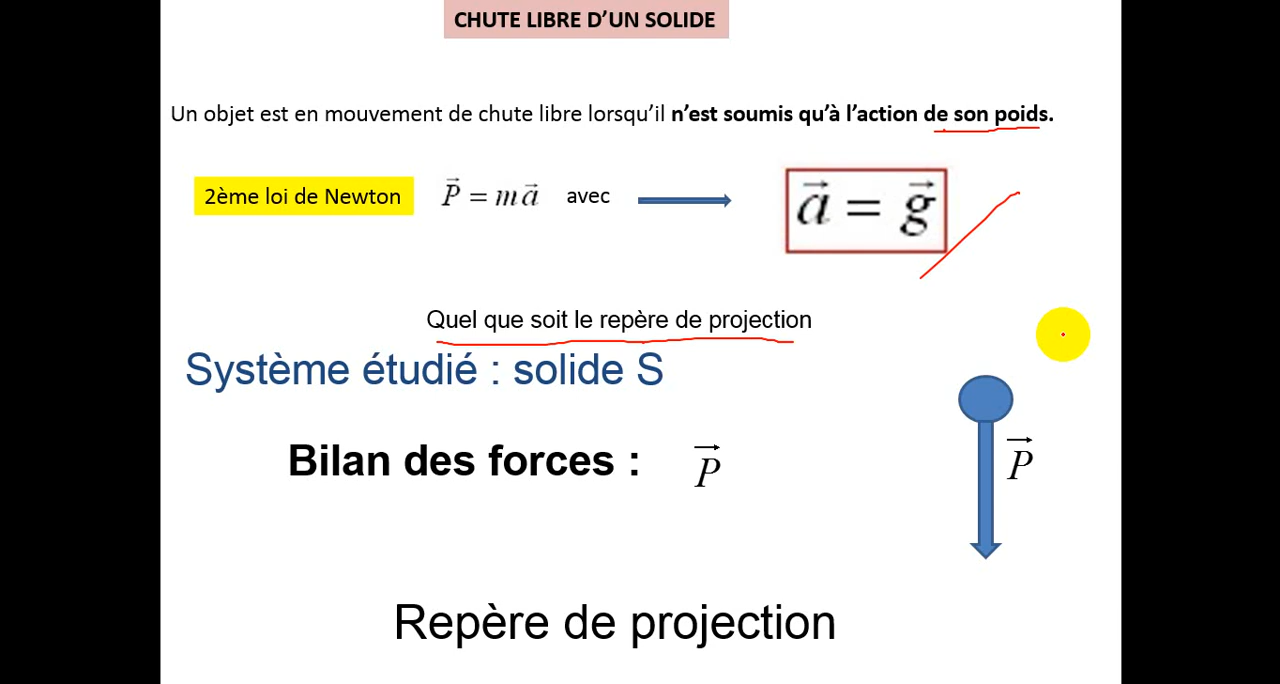 CHUTE LIBRE D'UN SOLIDE
Un objet est en mouvement de chute libre lorsqu'il n'est soumis qu'à l'action de son poids.
2ème loi de Newton P⃗ = m a⃗ avec a⃗ = g⃗
Quel que soit le repère de projection
Système étudié : solide S
Bilan des forces : P⃗
P⃗
Repère de projection